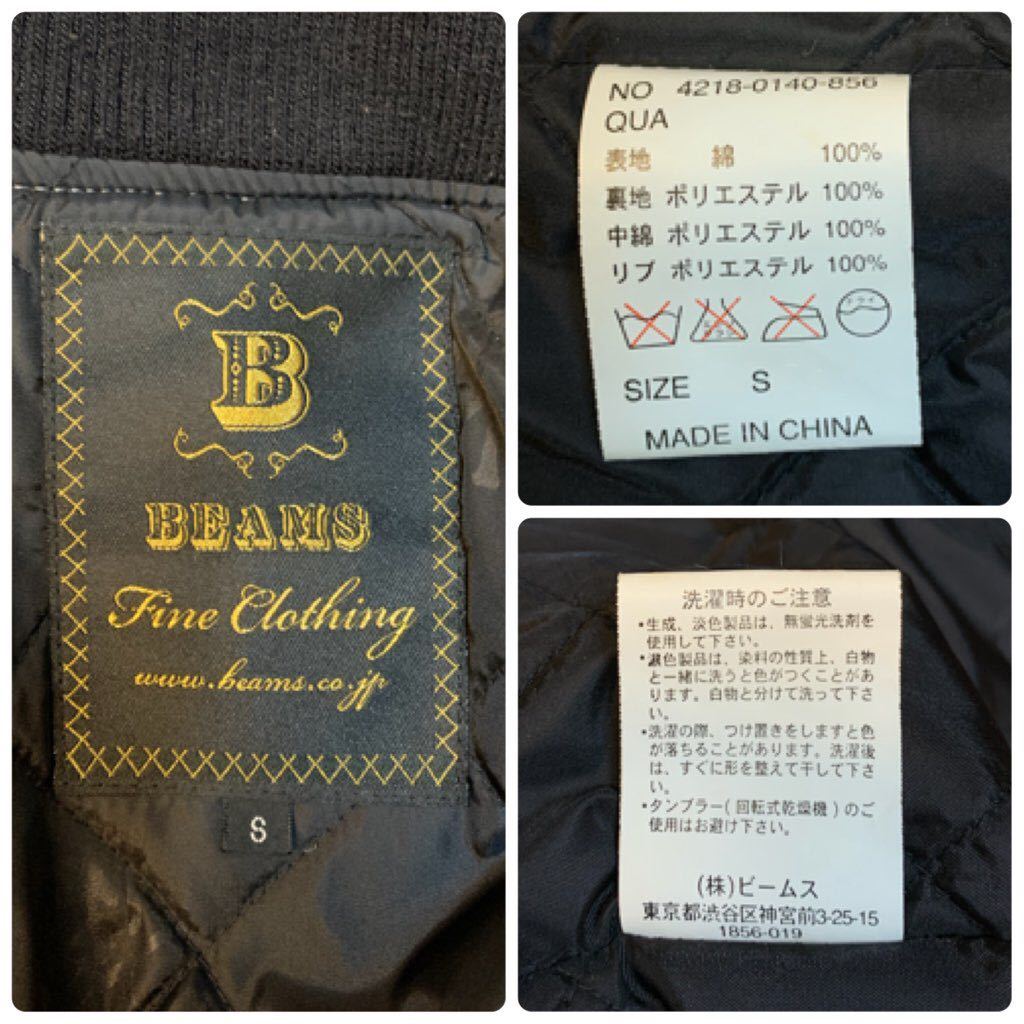 B
BEAMS
Fine Clothing
www.beams.co.jp
S
NO 4218-0140-856
QUA
表地 綿 100%
裏地 ポリエステル 100%
中綿 ポリエステル 100%
リブ ポリエステル 100%
ドライ
SIZE S
MADE IN CHINA
洗濯時のご注意
・生成、淡色製品は、無蛍光洗剤を
使用して下さい。
・濃色製品は、染料の性質上、白物
と一緒に洗うと色がつくことがあ
ります。白物と分けて洗って下さ
い。
・洗濯の際、つけ置きをしますと色
が落ちることがあります。洗濯後
は、すぐに形を整えて干して下さ
い。
・タンブラー(回転式乾燥機)のご
使用はお避け下さい。
(株)ビームス
東京都渋谷区神宮前3-25-15
1856-019